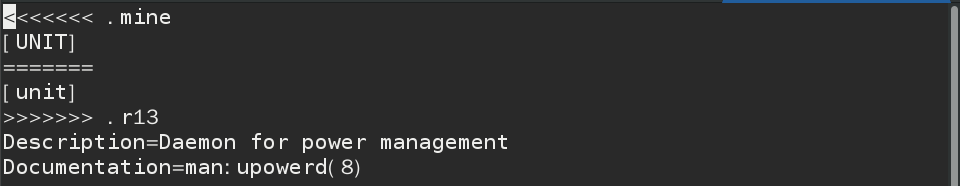 <<<<<<< .mine
[UNIT]
=======
[unit]
>>>>>>> .r13
Description=Daemon for power management
Documentation=man:upowerd(8)